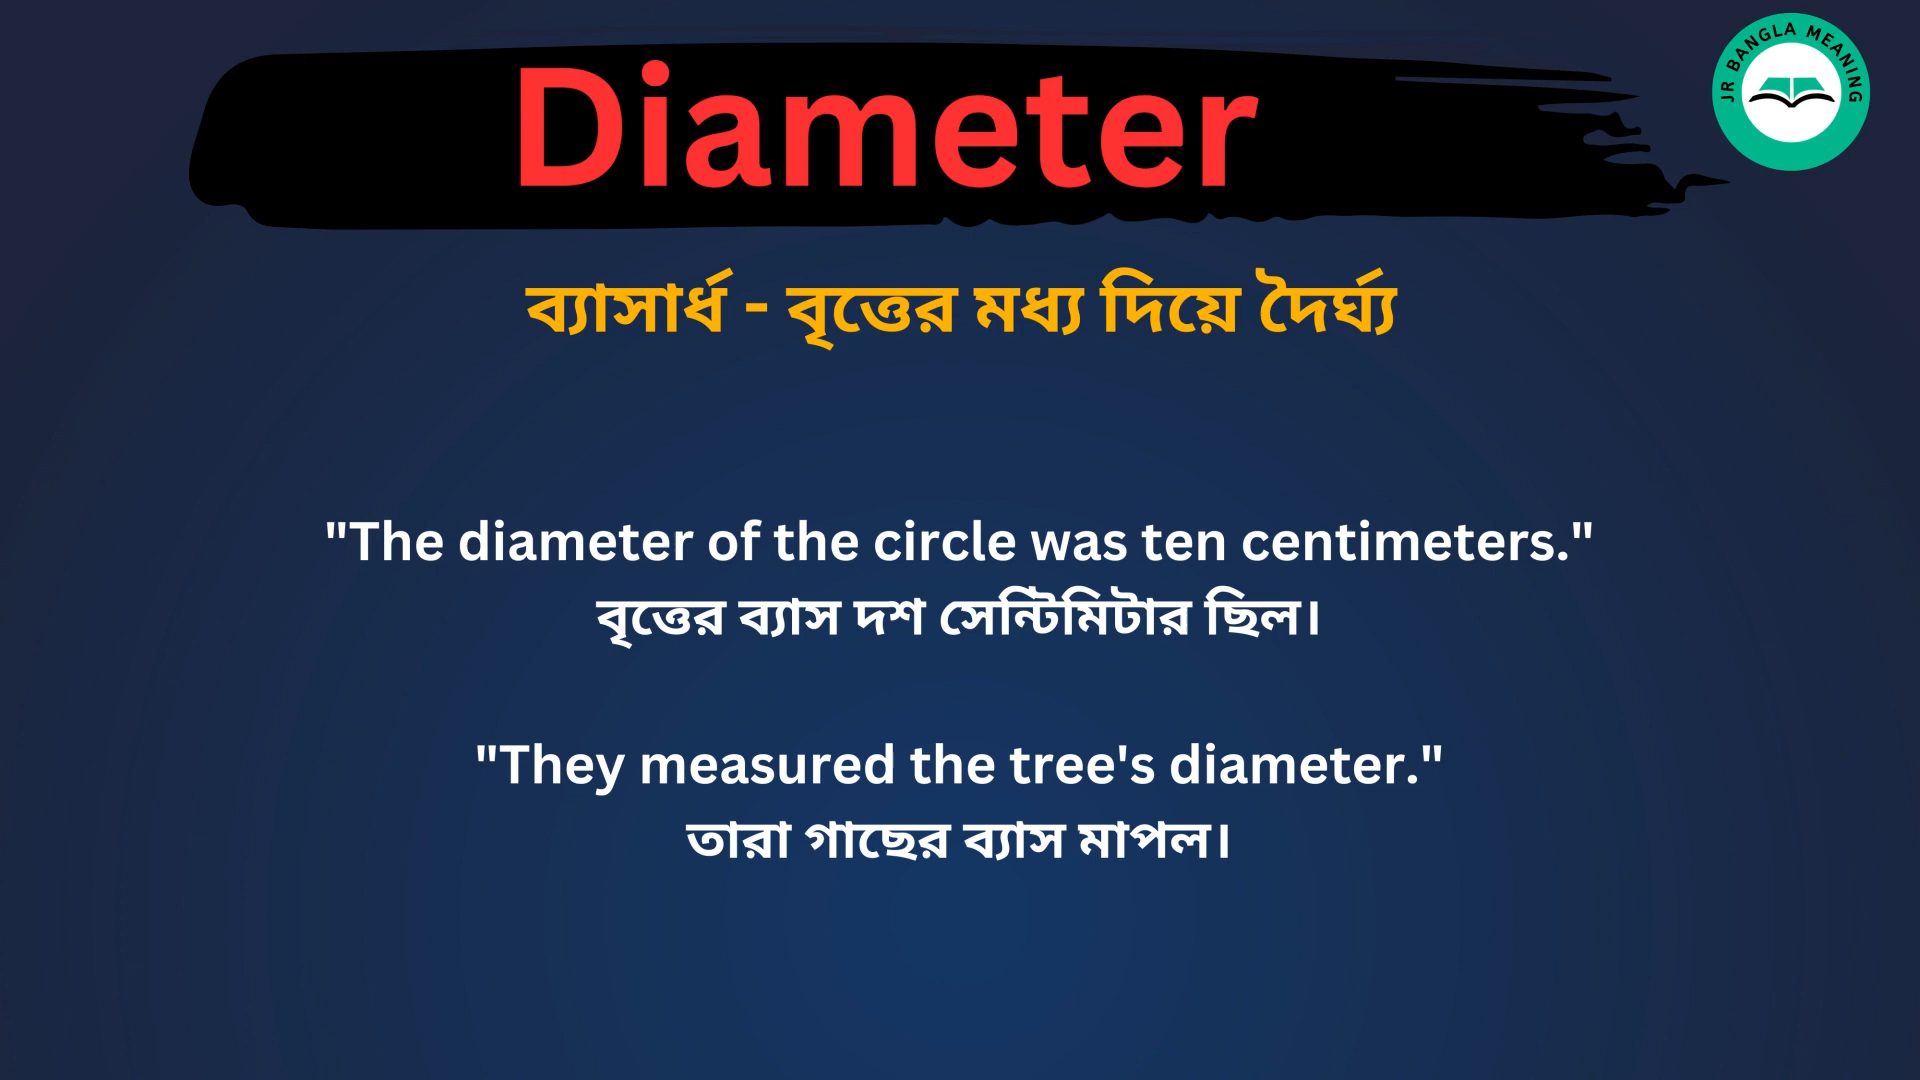 Diameter
JR BANGLA MEANING
ব্যাসার্ধ - বৃত্তের মধ্য দিয়ে দৈর্ঘ্য
"The diameter of the circle was ten centimeters."
বৃত্তের ব্যাস দশ সেন্টিমিটার ছিল।
"They measured the tree's diameter."
তারা গাছের ব্যাস মাপল।